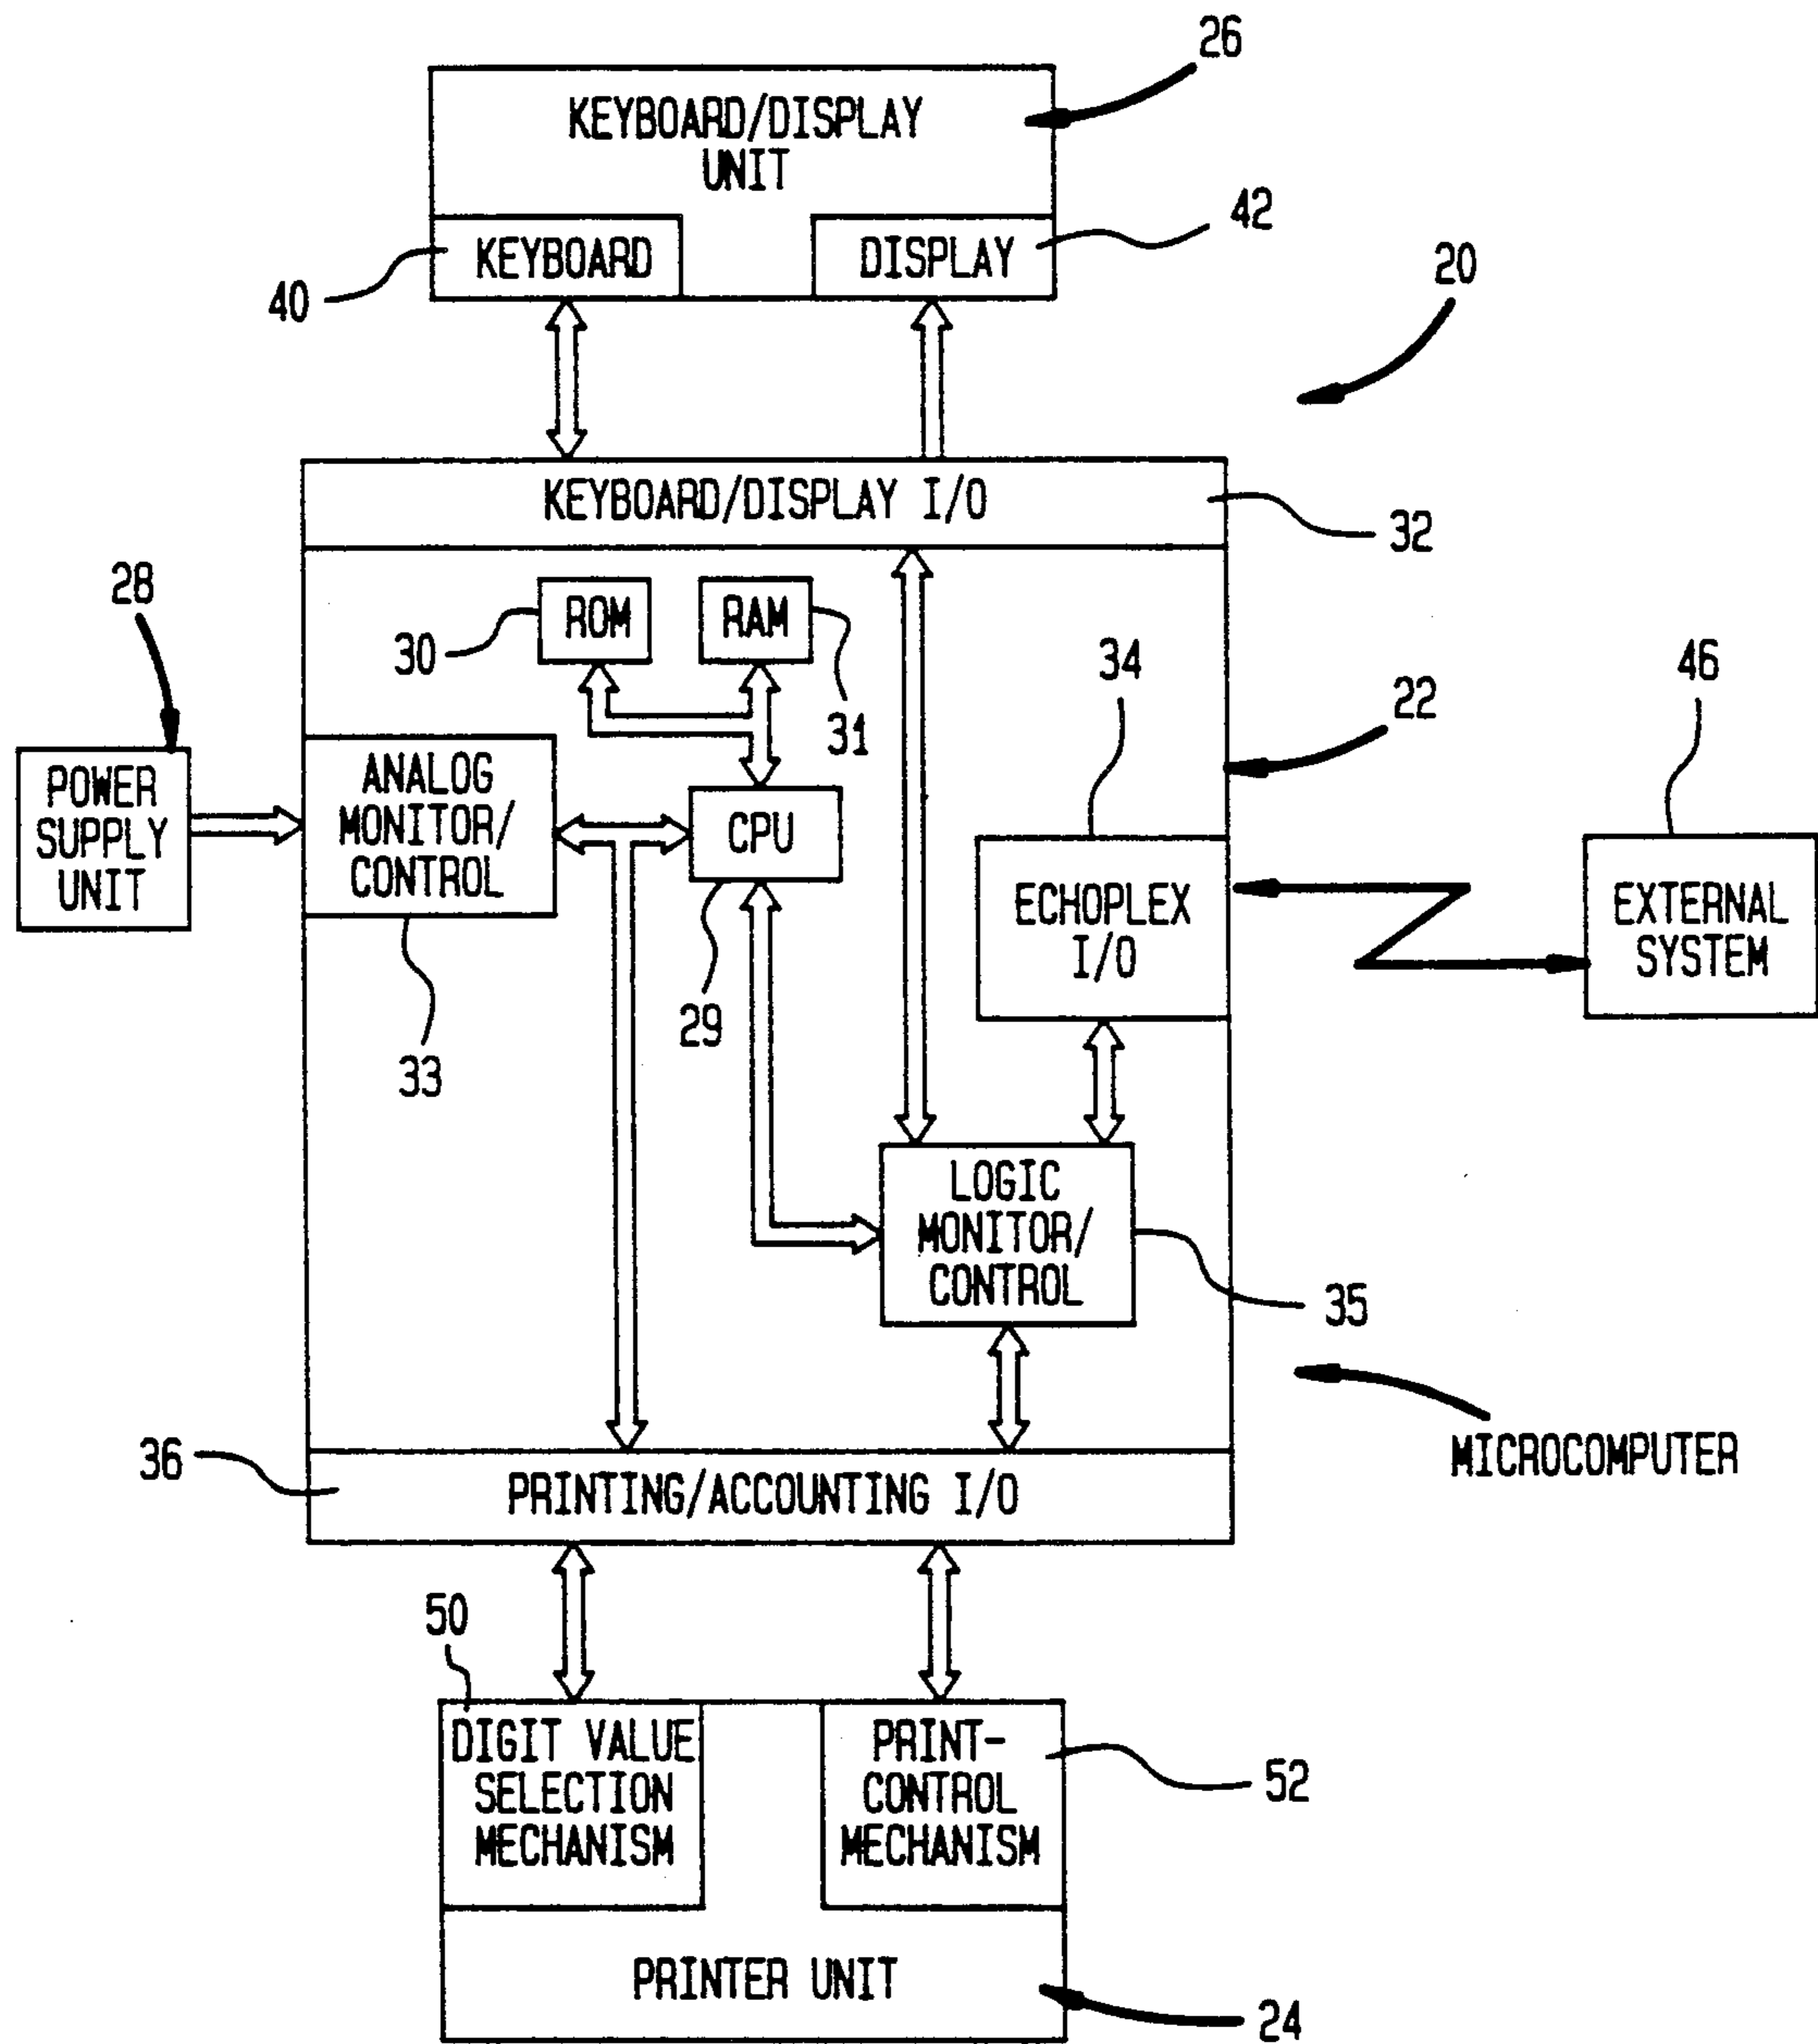 26
KEYBOARD/DISPLAY
UNIT
42
KEYBOARD
DISPLAY
40
20
KEYBOARD/DISPLAY I/O
32
28
ROM
RAM
30
31
34
22
46
POWER
SUPPLY
UNIT
ANALOG
MONITOR/
CONTROL
CPU
ECHOPLEX
I/O
EXTERNAL
SYSTEM
33
29
LOGIC
MONITOR/
CONTROL
35
MICROCOMPUTER
36
PRINTING/ACCOUNTING I/O
50
DIGIT VALUE
SELECTION
MECHANISM
PRINT-
CONTROL
MECHANISM
52
PRINTER UNIT
24